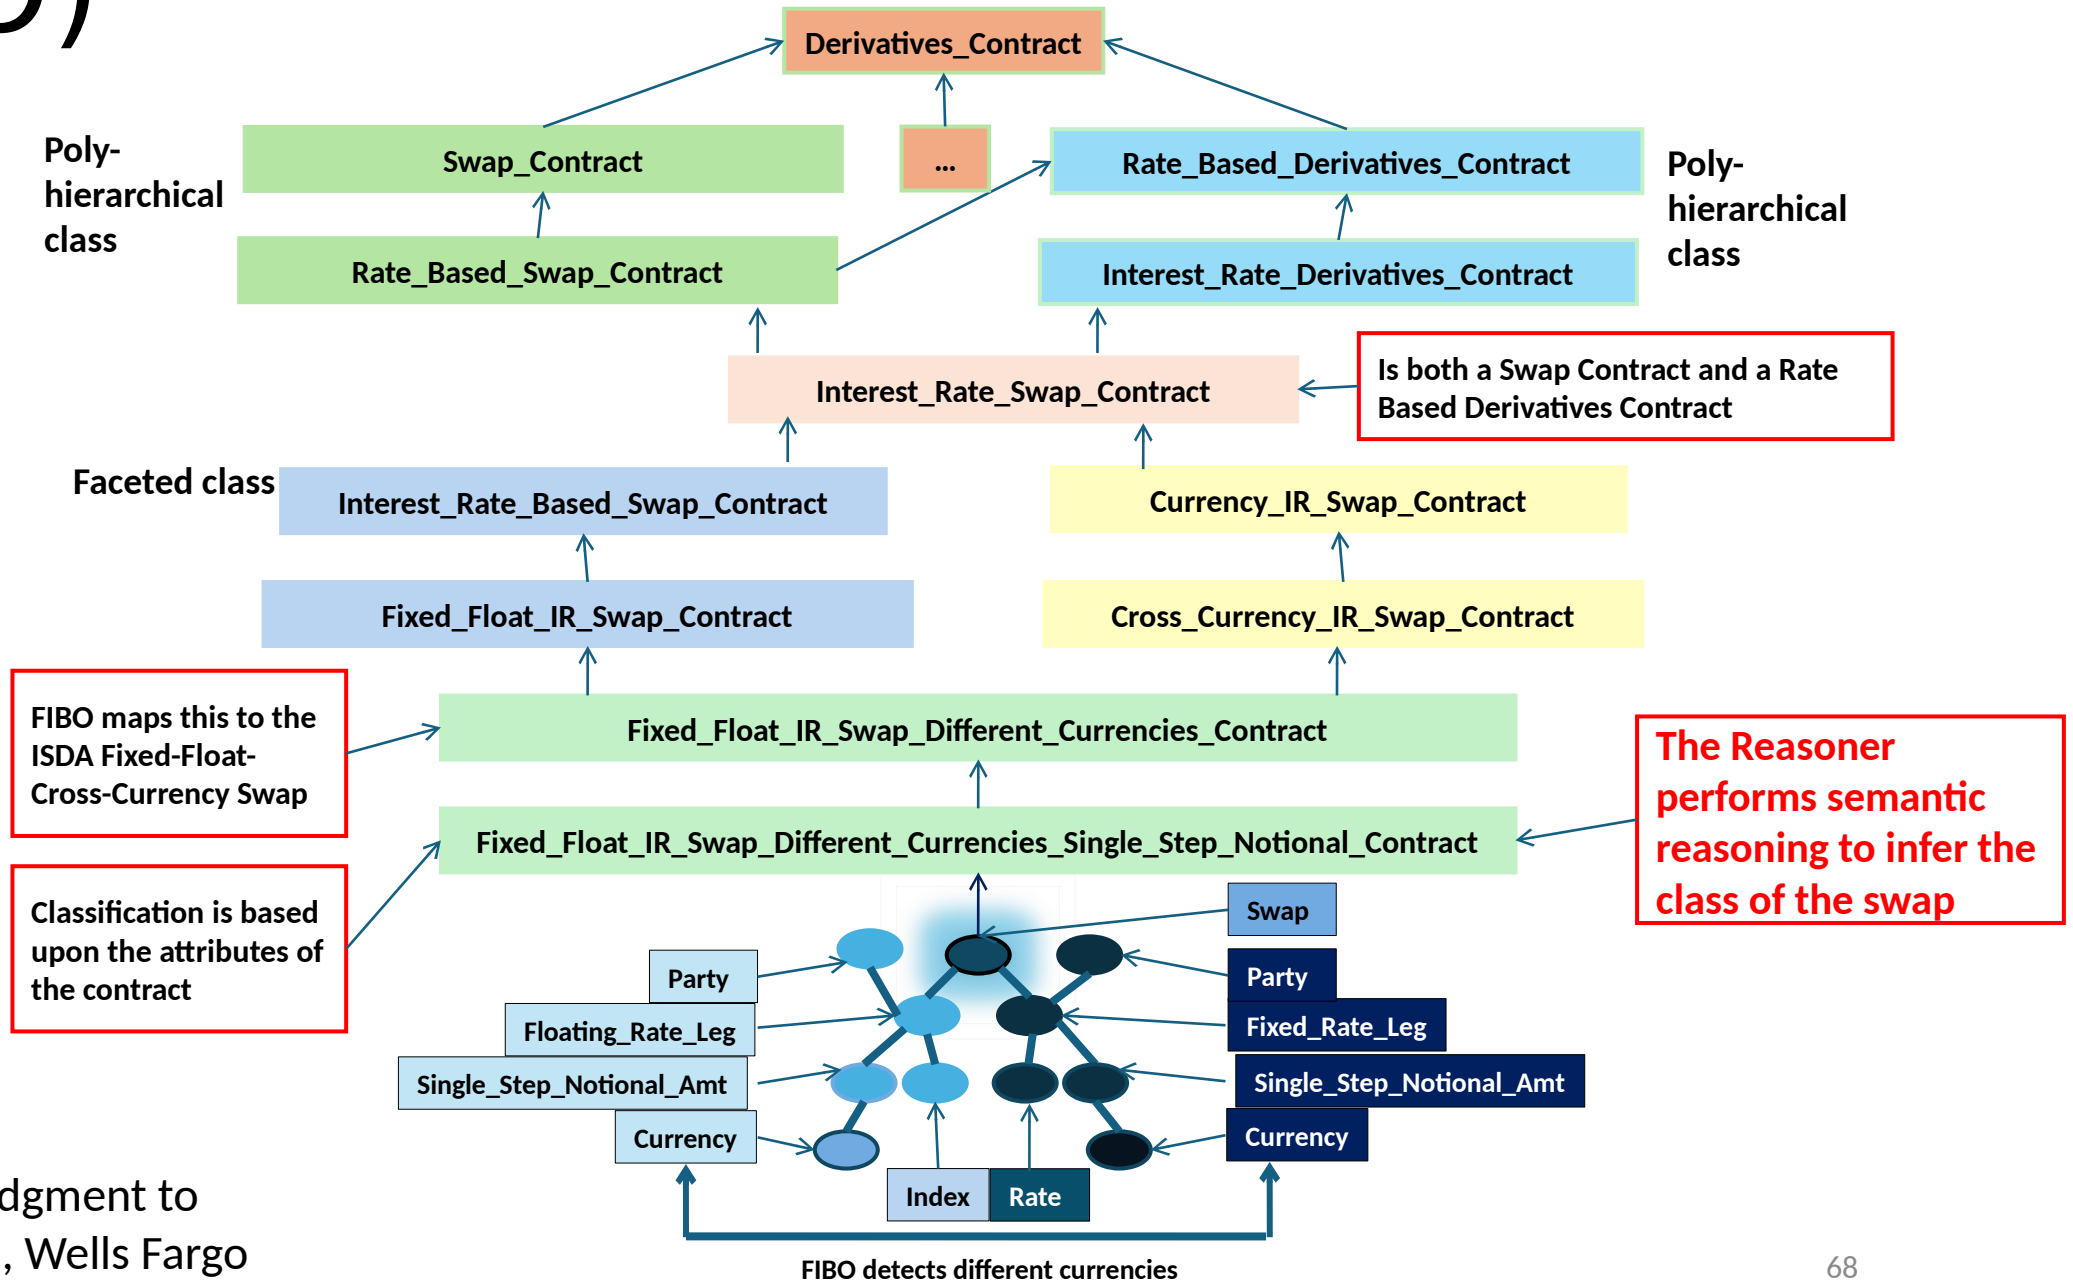 Derivatives_Contract
Poly-
hierarchical
class
Swap_Contract
...
Rate_Based_Derivatives_Contract
Poly-
hierarchical
class
Rate_Based_Swap_Contract
Interest_Rate_Derivatives_Contract
Interest_Rate_Swap_Contract
Is both a Swap Contract and a Rate
Based Derivatives Contract
Faceted class
Interest_Rate_Based_Swap_Contract
Currency_IR_Swap_Contract
Fixed_Float_IR_Swap_Contract
Cross_Currency_IR_Swap_Contract
FIBO maps this to the
ISDA Fixed-Float-
Cross-Currency Swap
Fixed_Float_IR_Swap_Different_Currencies_Contract
The Reasoner
performs semantic
reasoning to infer the
class of the swap
Fixed_Float_IR_Swap_Different_Currencies_Single_Step_Notional_Contract
Classification is based
upon the attributes of
the contract
Swap
Party
Party
Floating_Rate_Leg
Fixed_Rate_Leg
Single_Step_Notional_Amt
Single_Step_Notional_Amt
Currency
Currency
Index
Rate
dgment to
, Wells Fargo
FIBO detects different currencies
68